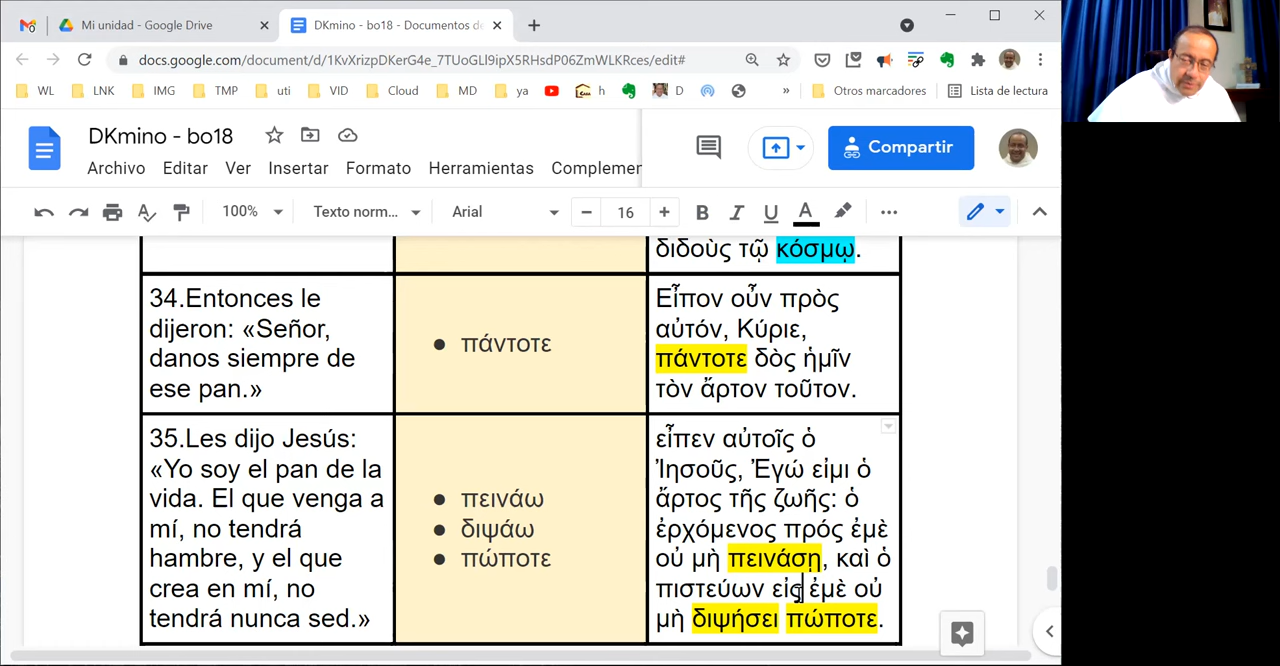 Mi unidad - Google Drive
DKmino - bo18 - Documentos de
docs.google.com/document/d/1KvXrizpDKerG4e_7TUoGLl9ipX5RHsdP06ZmWLKRces/edit#
WL LNK IMG TMP uti VID Cloud MD ya h D » Otros marcadores Lista de lectura
DKmino - bo18
Compartir
Archivo Editar Ver Insertar Formato Herramientas Complemen
100% Texto norm... Arial 16 B I U A
διδοὺς τῷ κόσμῳ.
34.Entonces le
dijeron: «Señor,
danos siempre de
ese pan.»
● πάντοτε
Εἶπον οὖν πρὸς
αὐτόν, Κύριε,
πάντοτε δὸς ἡμῖν
τὸν ἄρτον τοῦτον.
35.Les dijo Jesús:
«Yo soy el pan de la
vida. El que venga a
mí, no tendrá
hambre, y el que
crea en mí, no
tendrá nunca sed.»
● πεινάω
● διψάω
● πώποτε
εἶπεν αὐτοῖς ὁ
Ἰησοῦς, Ἐγώ εἰμι ὁ
ἄρτος τῆς ζωῆς: ὁ
ἐρχόμενος πρός ἐμὲ
οὐ μὴ πεινάσῃ, καὶ ὁ
πιστεύων εἰς ἐμὲ οὐ
μὴ διψήσει πώποτε.